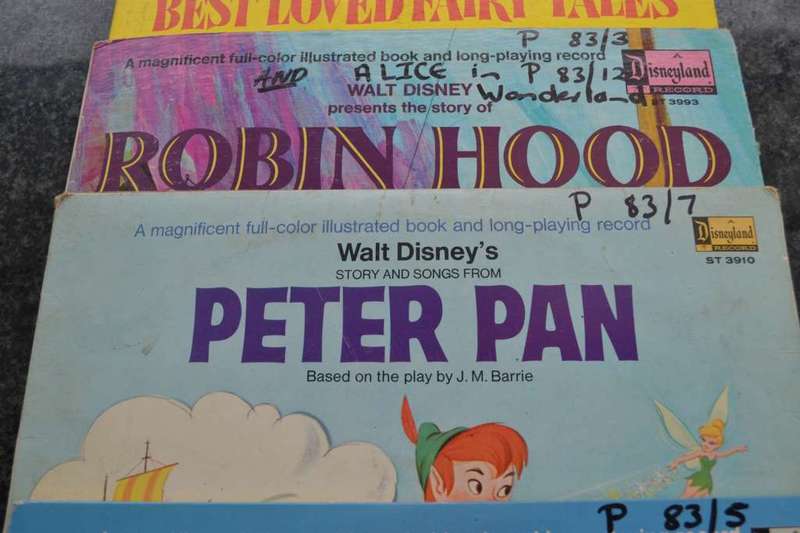 BEST LOVED FAIRY TALES
P 83/3
A magnificent full-color illustrated book and long-playing record
AND ALICE in P 83/12
Wonderland
WALT DISNEY
presents the story of
Disneyland
RECORD
ST 3993
ROBIN HOOD
P 83/7
A magnificent full-color illustrated book and long-playing record
Disneyland
RECORD
ST 3910
Walt Disney's
STORY AND SONGS FROM
PETER PAN
Based on the play by J. M. Barrie
P 83/5